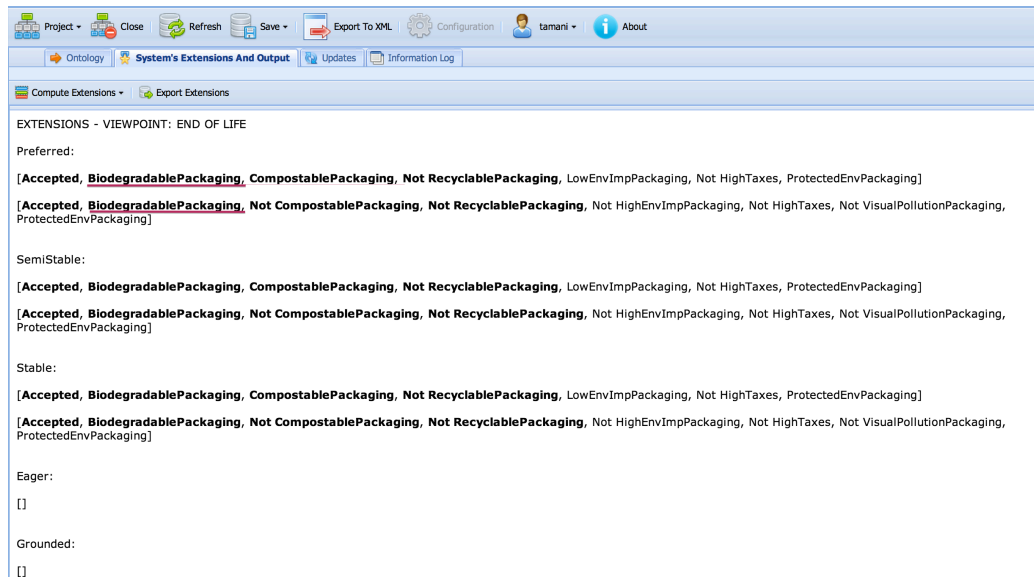 Project Close Refresh Save Export To XML Configuration tamani About
Ontology System's Extensions And Output Updates Information Log
Compute Extensions Export Extensions
EXTENSIONS - VIEWPOINT: END OF LIFE
Preferred:
[Accepted, BiodegradablePackaging, CompostablePackaging, Not RecyclablePackaging, LowEnvImpPackaging, Not HighTaxes, ProtectedEnvPackaging]
[Accepted, BiodegradablePackaging, Not CompostablePackaging, Not RecyclablePackaging, Not HighEnvImpPackaging, Not HighTaxes, Not VisualPollutionPackaging,
ProtectedEnvPackaging]
SemiStable:
[Accepted, BiodegradablePackaging, CompostablePackaging, Not RecyclablePackaging, LowEnvImpPackaging, Not HighTaxes, ProtectedEnvPackaging]
[Accepted, BiodegradablePackaging, Not CompostablePackaging, Not RecyclablePackaging, Not HighEnvImpPackaging, Not HighTaxes, Not VisualPollutionPackaging,
ProtectedEnvPackaging]
Stable:
[Accepted, BiodegradablePackaging, CompostablePackaging, Not RecyclablePackaging, LowEnvImpPackaging, Not HighTaxes, ProtectedEnvPackaging]
[Accepted, BiodegradablePackaging, Not CompostablePackaging, Not RecyclablePackaging, Not HighEnvImpPackaging, Not HighTaxes, Not VisualPollutionPackaging,
ProtectedEnvPackaging]
Eager:
[]
Grounded:
[]